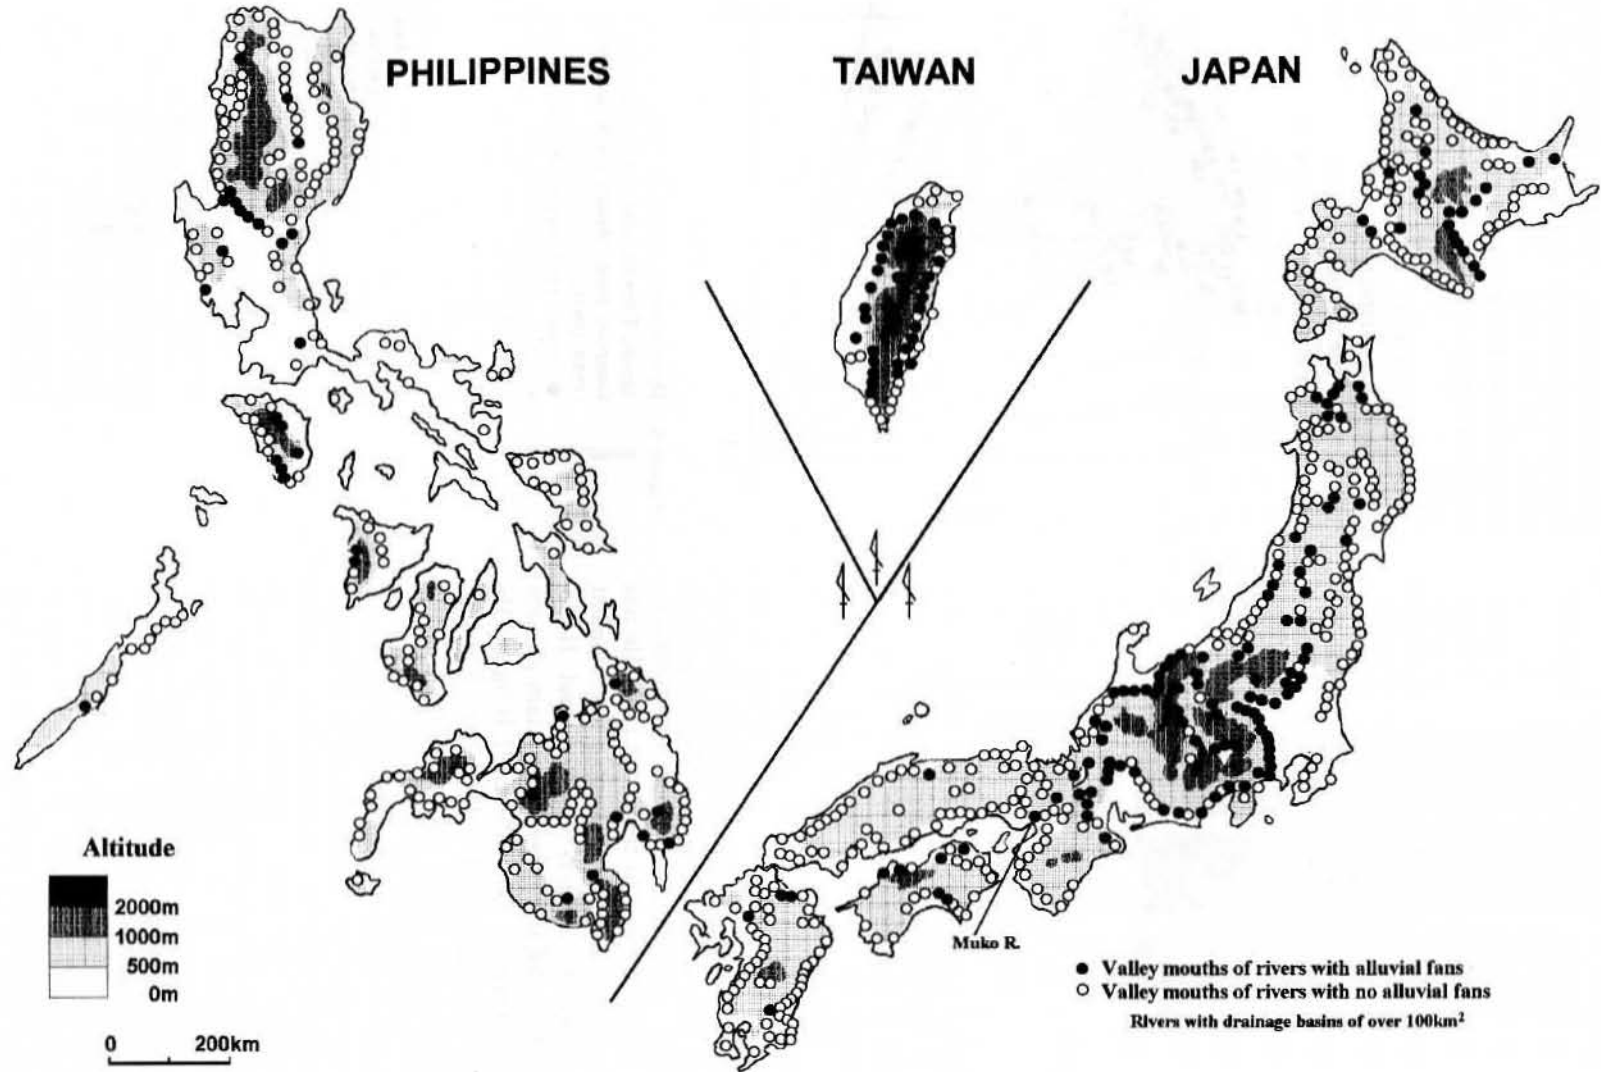 PHILIPPINES
TAIWAN
JAPAN
Altitude
2000m
1000m
500m
0m
0
200km
Muko R.
● Valley mouths of rivers with alluvial fans
○ Valley mouths of rivers with no alluvial fans
Rivers with drainage basins of over 100km²